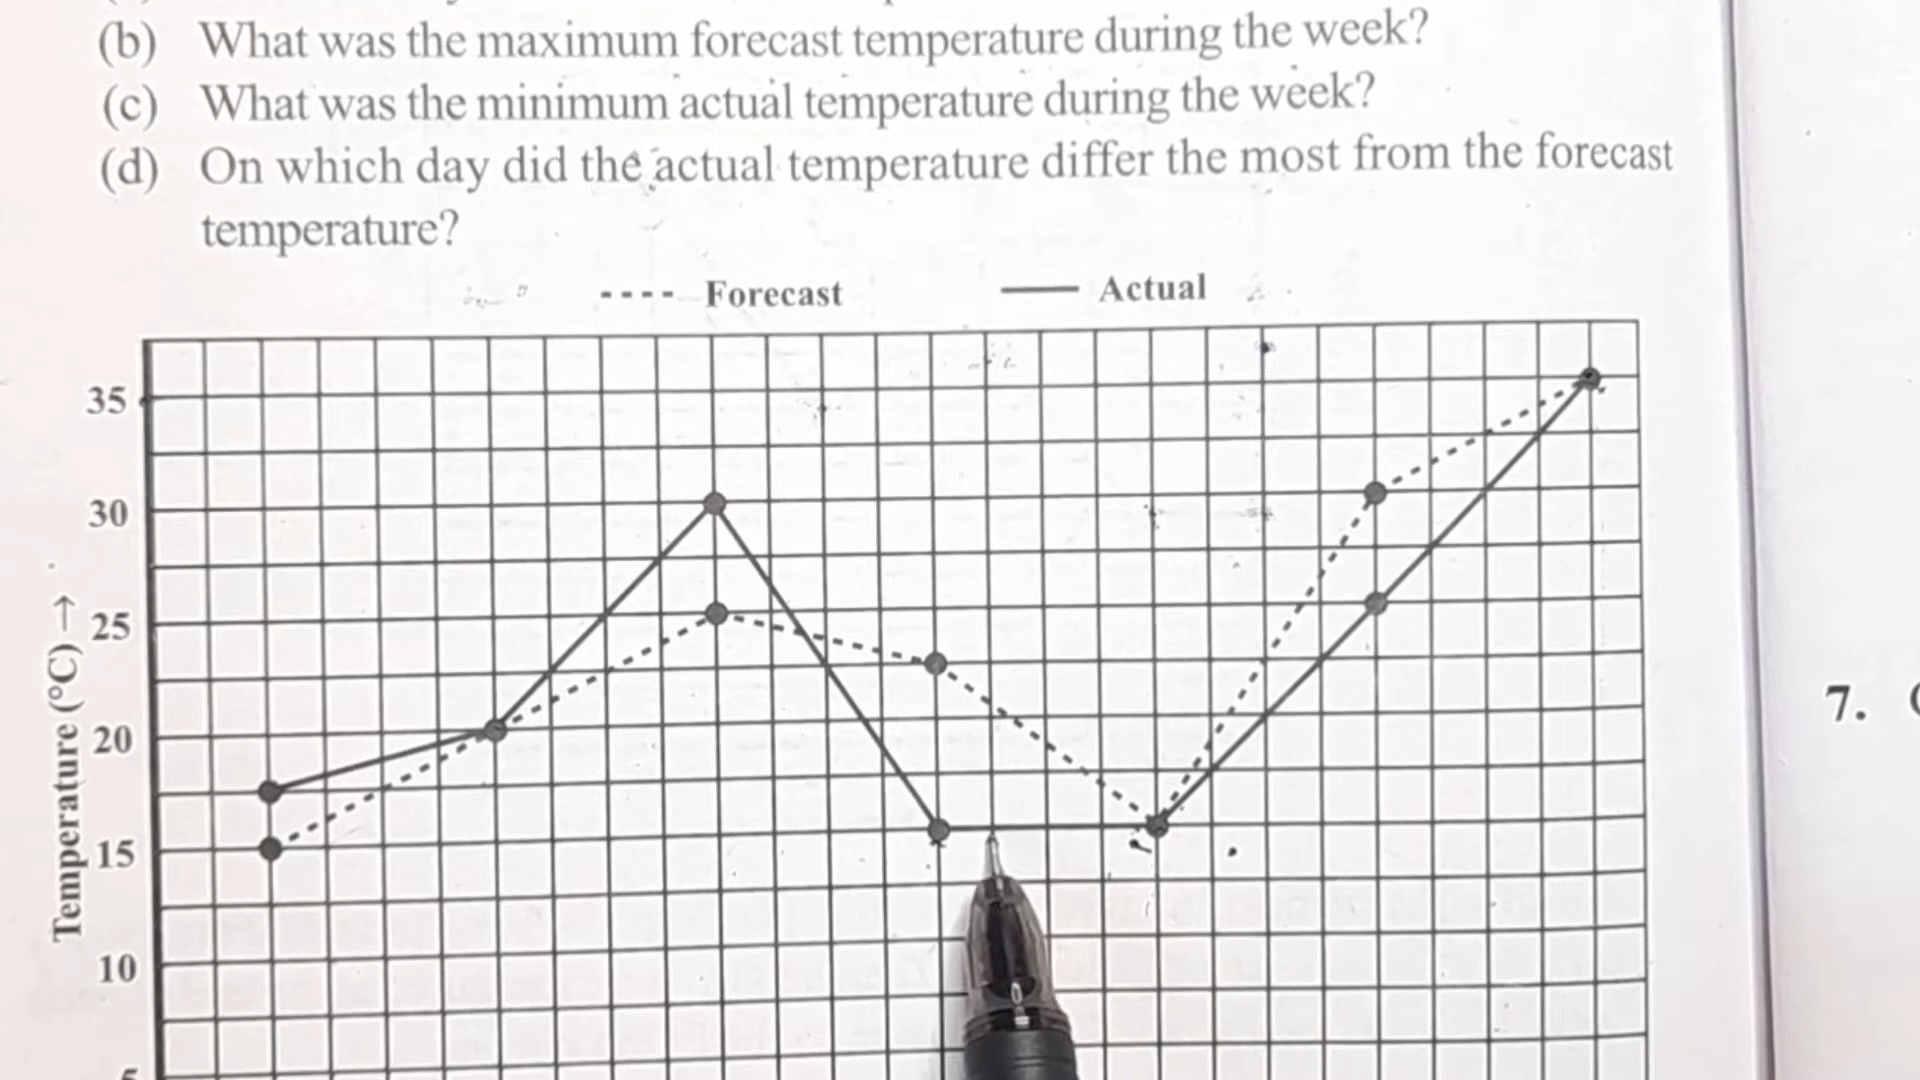 (b) What was the maximum forecast temperature during the week?
(c) What was the minimum actual temperature during the week?
(d) On which day did the actual temperature differ the most from the forecast
temperature?
Forecast
Actual
35
30
25
20
15
10
Temperature (°C) →
7.